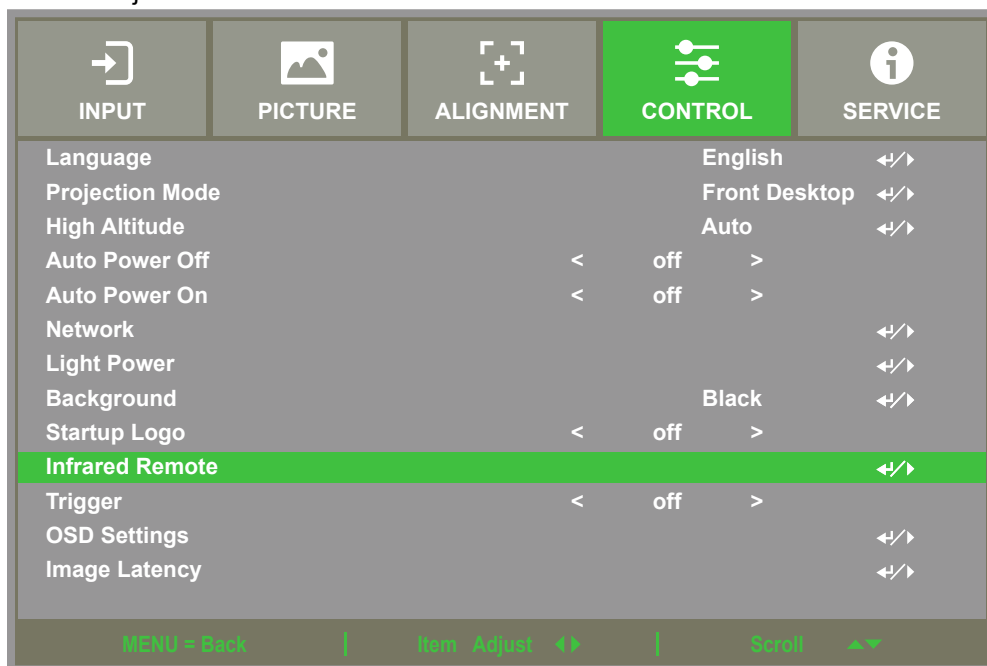 INPUT PICTURE ALIGNMENT CONTROL SERVICE
Language English
Projection Mode Front Desktop
High Altitude Auto
Auto Power Off < off >
Auto Power On < off >
Network
Light Power
Background Black
Startup Logo < off >
Infrared Remote
Trigger < off >
OSD Settings
Image Latency
MENU = Back | Item Adjust | Scroll